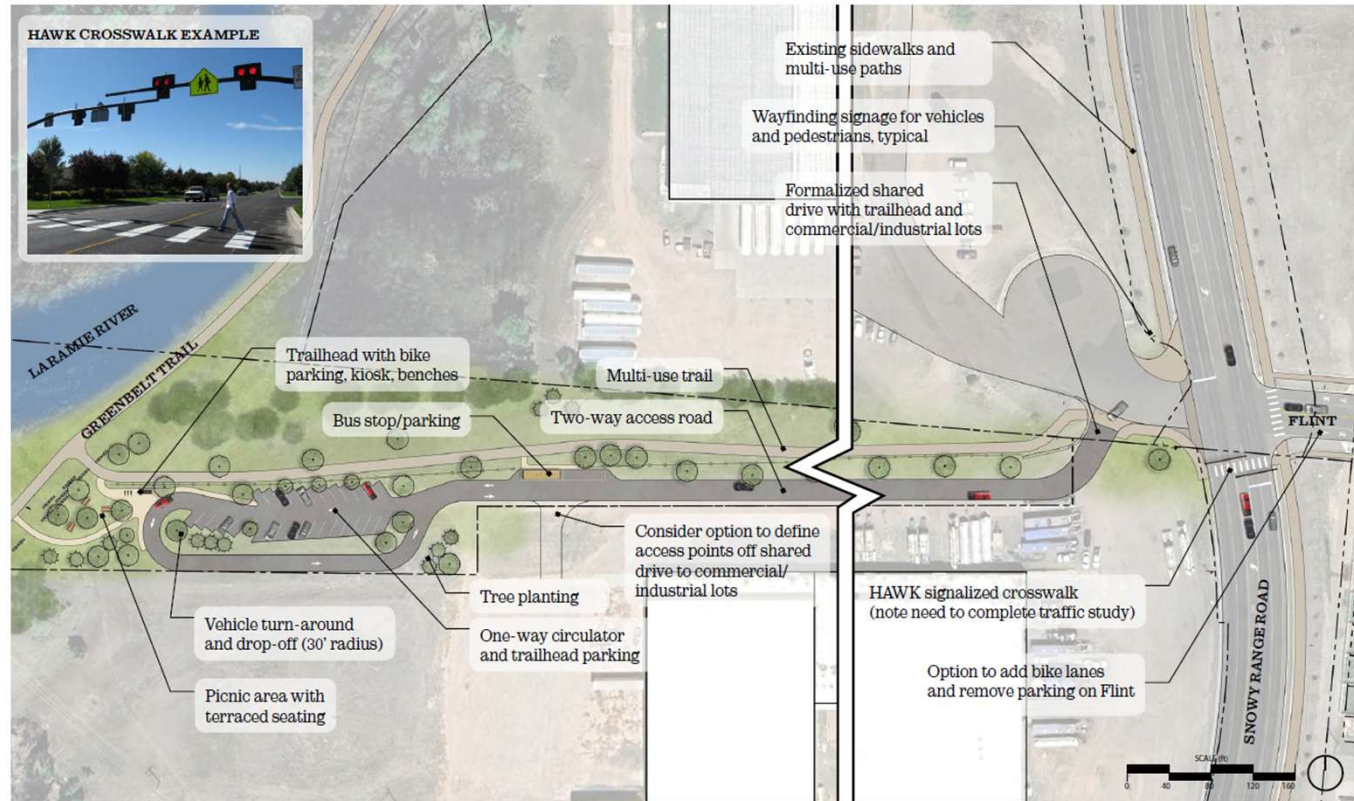 HAWK CROSSWALK EXAMPLE
LARAMIE RIVER
GREENBELT TRAIL
Trailhead with bike
parking, kiosk, benches
Bus stop/parking
Multi-use trail
Two-way access road
Consider option to define
access points off shared
drive to commercial/
industrial lots
Tree planting
One-way circulator
and trailhead parking
Vehicle turn-around
and drop-off (30' radius)
Picnic area with
terraced seating
Existing sidewalks and
multi-use paths
Wayfinding signage for vehicles
and pedestrians, typical
Formalized shared
drive with trailhead and
commercial/industrial lots
FLINT
HAWK signalized crosswalk
(note need to complete traffic study)
Option to add bike lanes
and remove parking on Flint
SNOWY RANGE ROAD
SCALE (ft)
0 40 80 120 160